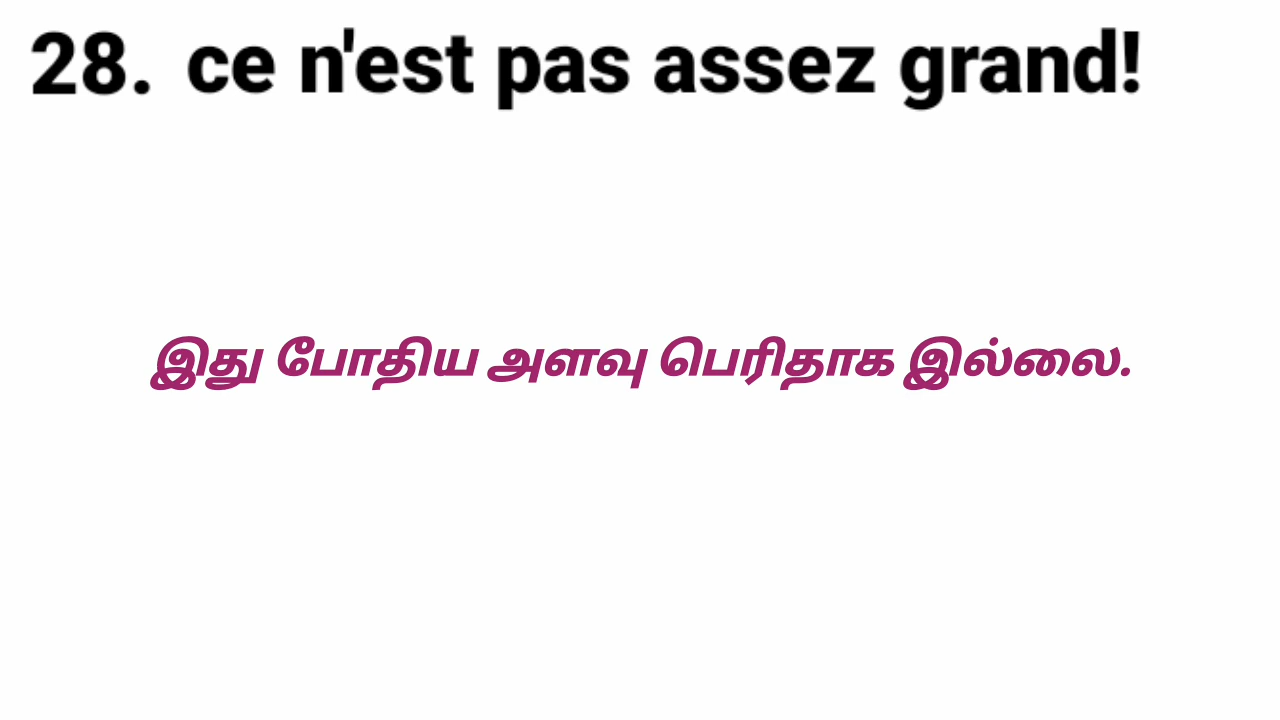 28. ce n'est pas assez grand!
இது போதிய அளவு பெரிதாக இல்லை.